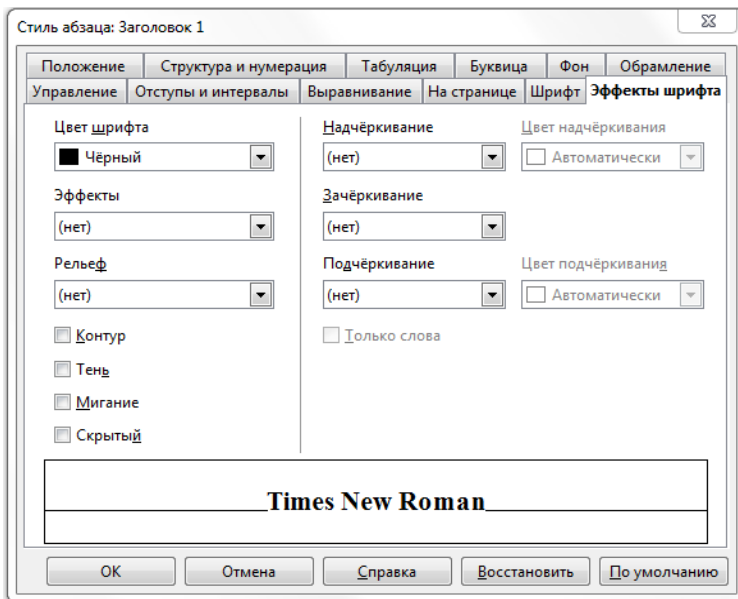 Стиль абзаца: Заголовок 1
Положение Структура и нумерация Табуляция Буквица Фон Обрамление
Управление Отступы и интервалы Выравнивание На странице Шрифт Эффекты шрифта
Цвет шрифта Надчёркивание Цвет надчёркивания
Чёрный (нет) Автоматически
Эффекты Зачёркивание
(нет) (нет)
Рельеф Подчёркивание Цвет подчёркивания
(нет) (нет) Автоматически
Контур Только слова
Тень
Мигание
Скрытый
Times New Roman
OK Отмена Справка Восстановить По умолчанию